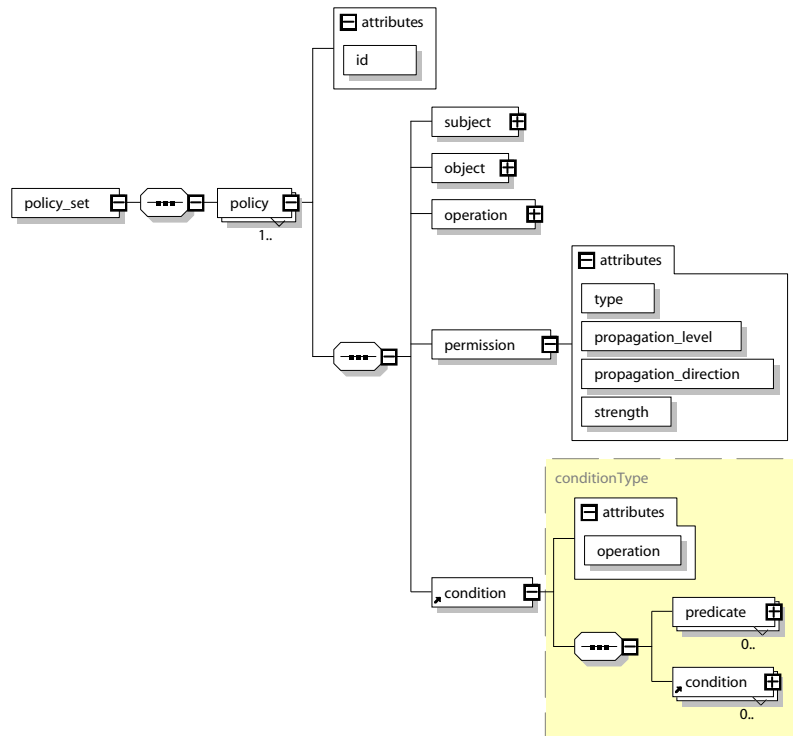 attributes
id
subject
object
operation
policy_set
policy
1..
permission
attributes
type
propagation_level
propagation_direction
strength
conditionType
attributes
operation
condition
predicate
0..
condition
0..